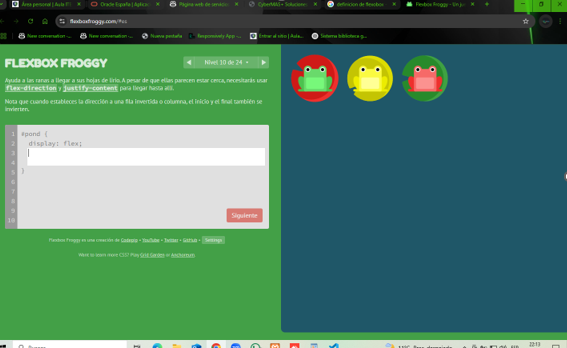 Área personal | Aula IT
Oracle España | Aplicac
Página web de servicios
CyberMAS • Solucione
definicion de flexbox
Flexbox Froggy - Un ju
flexboxfroggy.com/#es
New conversation -...
New conversation -...
Nueva pestaña
Responsively App -...
Entrar al sitio | Aula...
Sistema biblioteca g...
FLEXBOX FROGGY
Nivel 10 de 24
Ayuda a las ranas a llegar a sus hojas de lirio. A pesar de que ellas parecen estar cerca, necesitarás usar
flex-direction y justify-content para llegar hasta allí.
Nota que cuando estableces la dirección a una fila invertida o columna, el inicio y el final también se
invierten.
1 #pond {
2 display: flex;
3
4
5 }
6
7
8
9
10
Siguiente
Flexbox Froggy es una creación de Codepip • YouTube • Twitter • GitHub • Settings
Want to learn more CSS? Play Grid Garden or Anchoreum.
Buscar
22:13